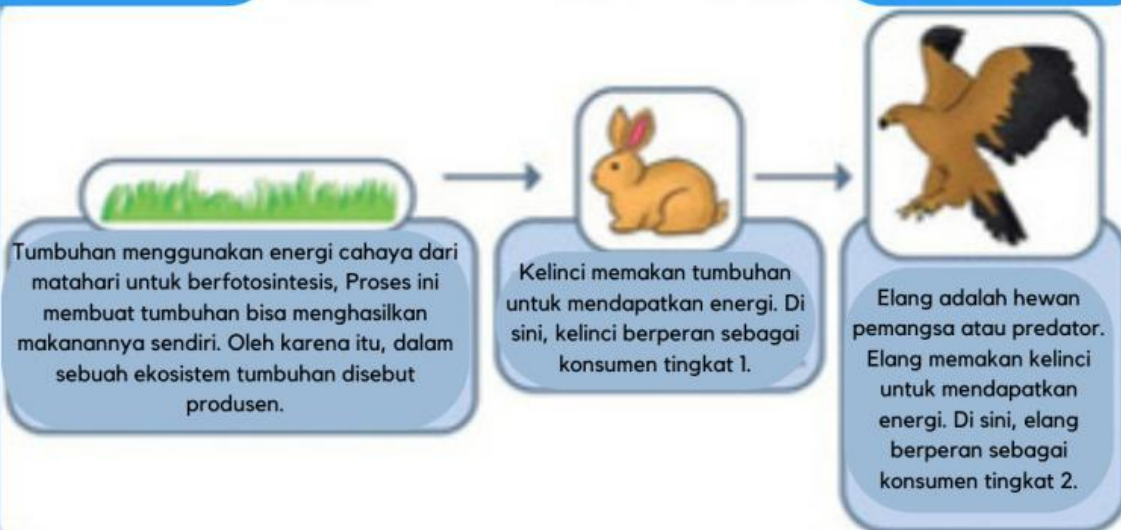 Tumbuhan menggunakan energi cahaya dari
matahari untuk berfotosintesis, Proses ini
membuat tumbuhan bisa menghasilkan
makanannya sendiri. Oleh karena itu, dalam
sebuah ekosistem tumbuhan disebut
produsen.
Kelinci memakan tumbuhan
untuk mendapatkan energi. Di
sini, kelinci berperan sebagai
konsumen tingkat 1.
Elang adalah hewan
pemangsa atau predator.
Elang memakan kelinci
untuk mendapatkan
energi. Di sini, elang
berperan sebagai
konsumen tingkat 2.